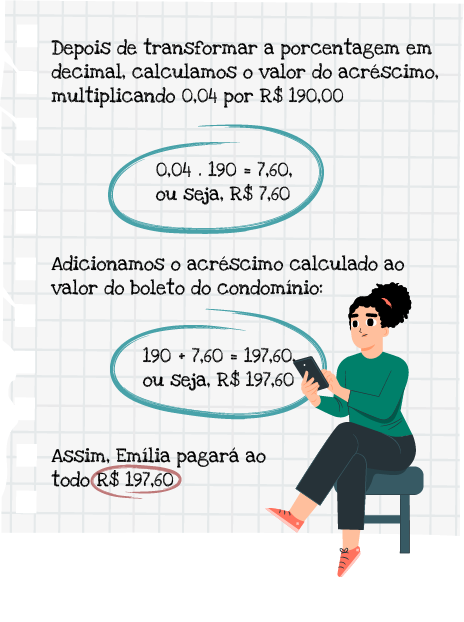 Depois de transformar a porcentagem em
decimal, calculamos o valor do acréscimo,
multiplicando 0,04 por R$ 190,00
0,04 . 190 = 7,60,
ou seja, R$ 7,60
Adicionamos o acréscimo calculado ao
valor do boleto do condomínio:
190 + 7,60 = 197,60,
ou seja, R$ 197,60
Assim, Emília pagará ao
todo R$ 197,60